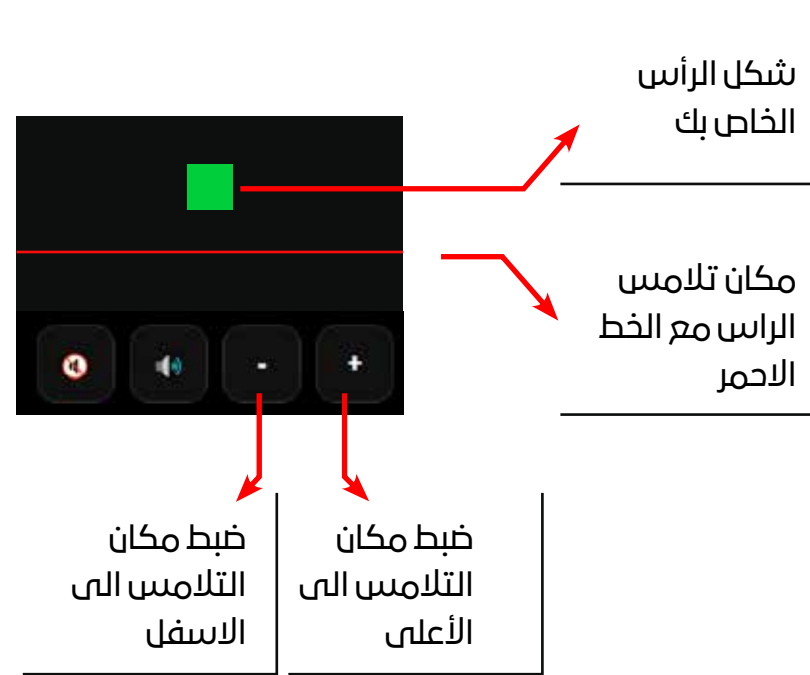 شكل الرأس
الخاص بك
مكان تلامس
الراس مع الخط
الاحمر
- +
ضبط مكان
التلامس الى
الأعلى
ضبط مكان
التلامس الى
الاسفل